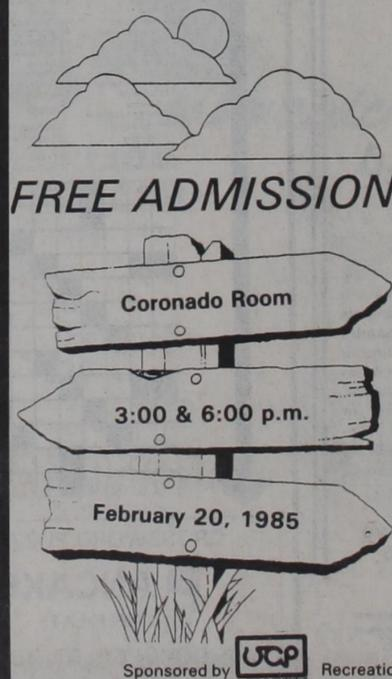 FREE ADMISSION
Coronado Room
3:00 & 6:00 p.m.
February 20, 1985
Sponsored by UCP Recreatio